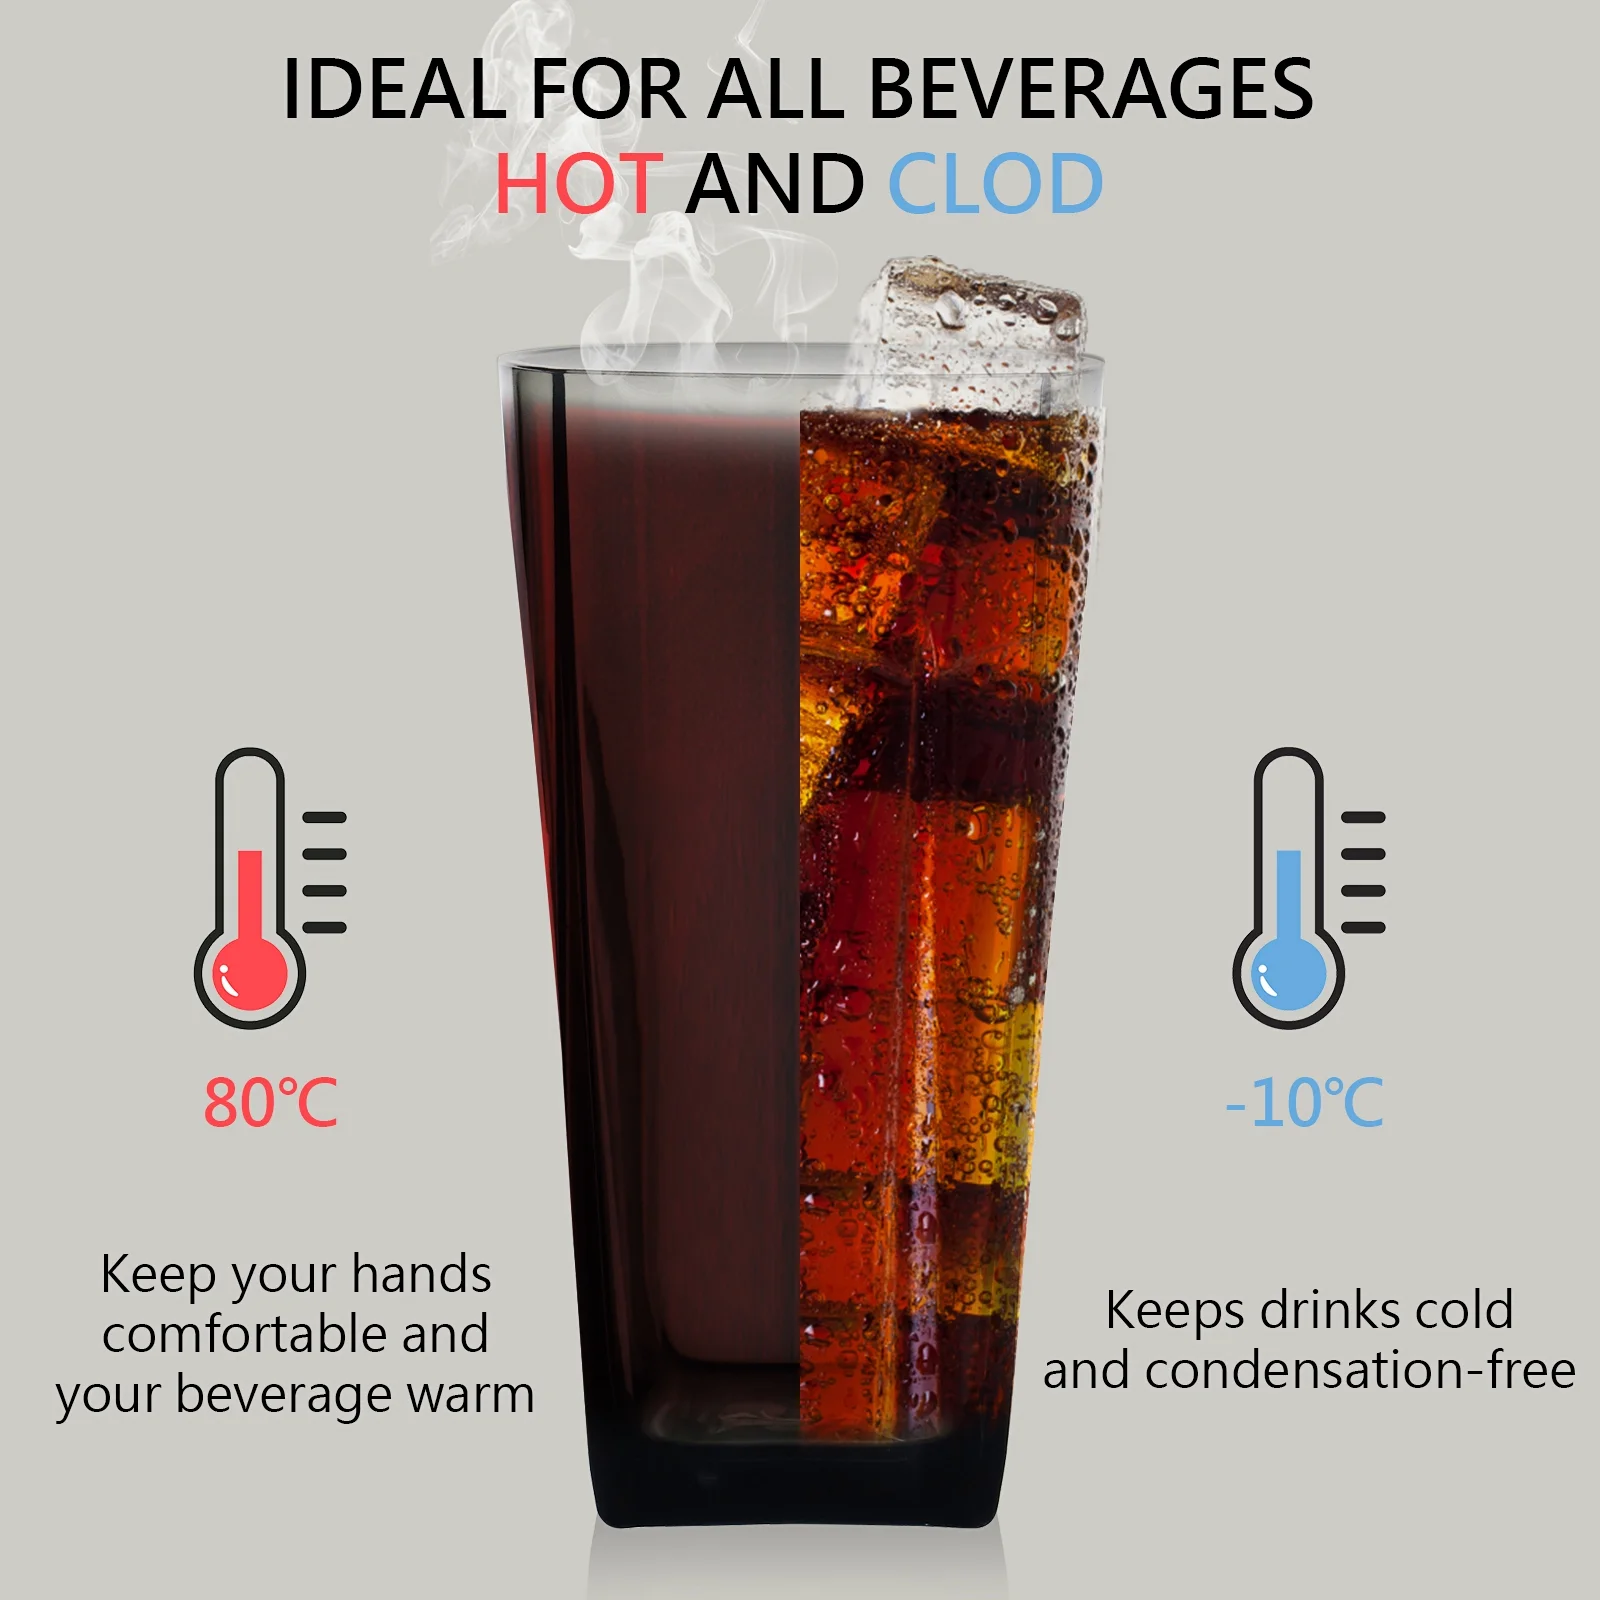 IDEAL FOR ALL BEVERAGES
HOT AND CLOD
80℃
-10℃
Keep your hands
comfortable and
your beverage warm
Keeps drinks cold
and condensation-free